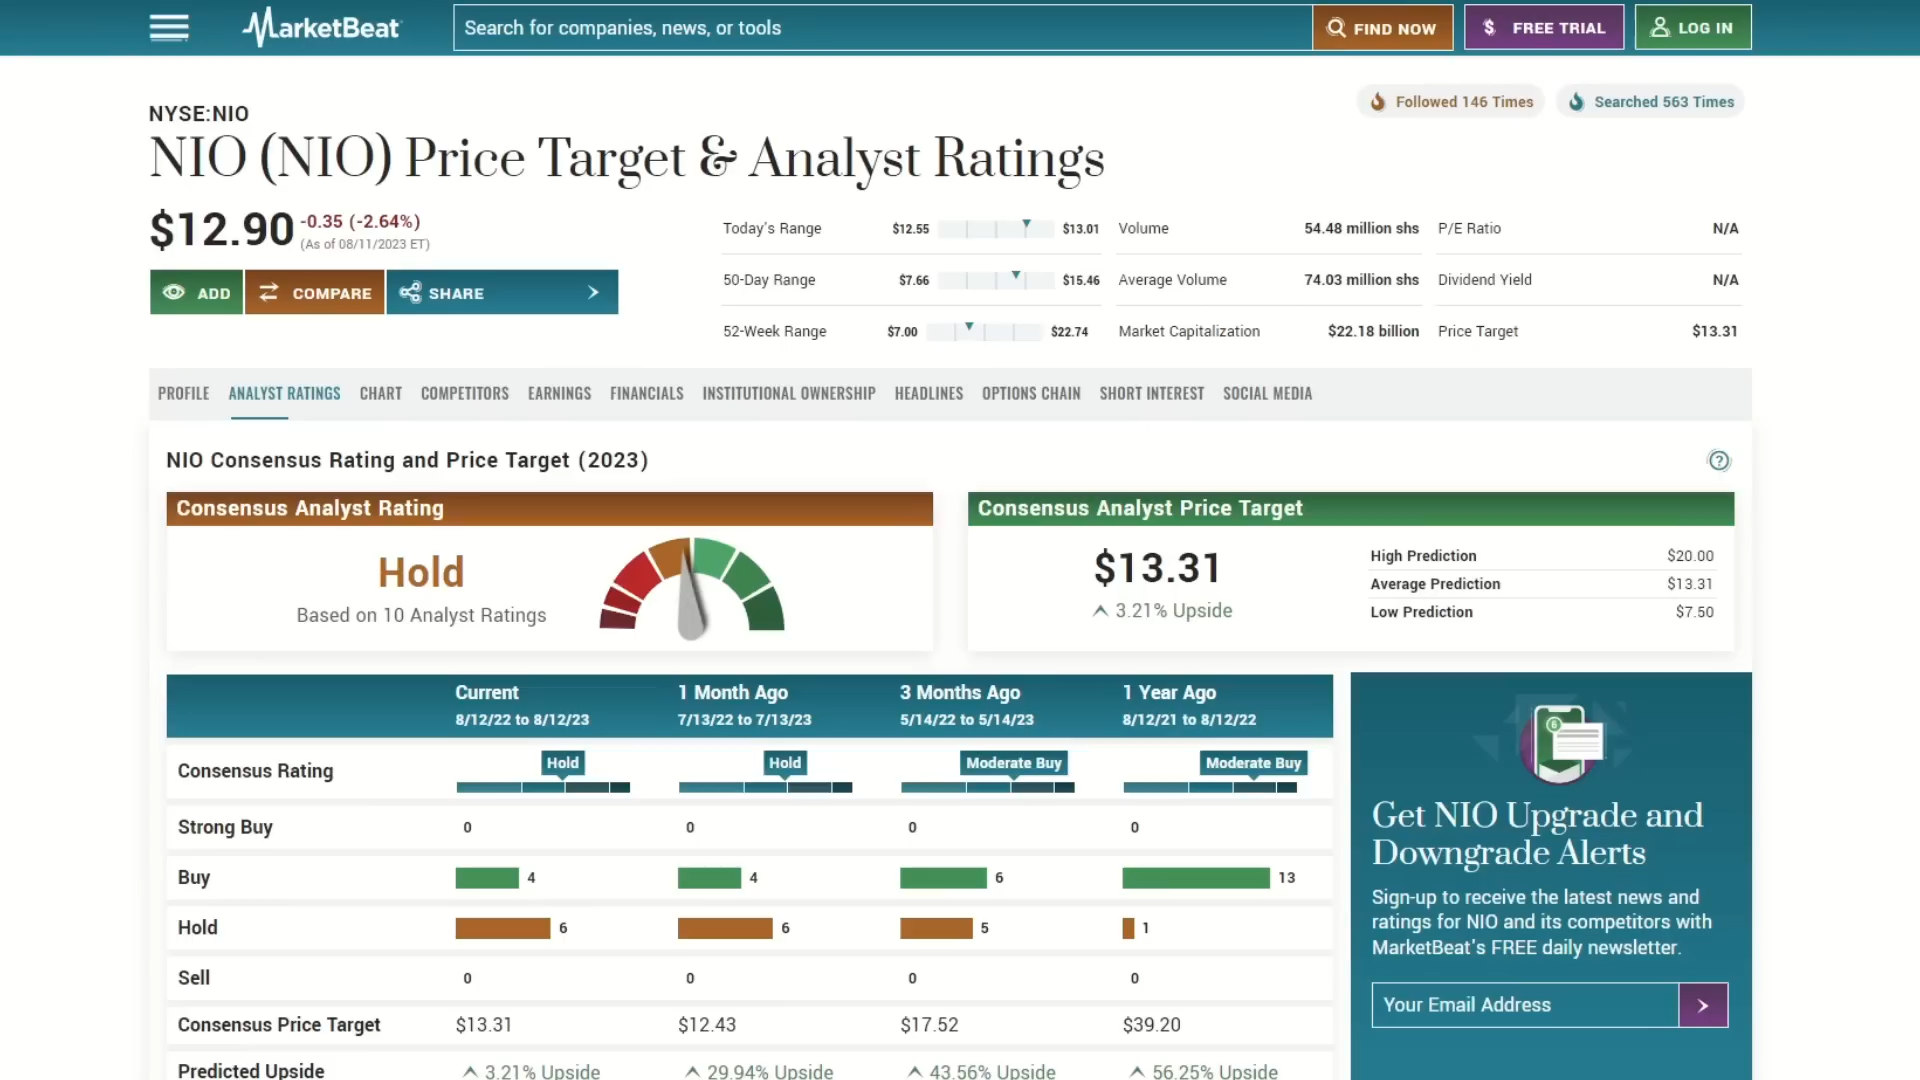 MarketBeat
Search for companies, news, or tools
FIND NOW
$ FREE TRIAL
LOG IN
Followed 146 Times
Searched 563 Times
NYSE:NIO
NIO (NIO) Price Target & Analyst Ratings
$12.90
-0.35 (-2.64%)
(As of 08/11/2023 ET)
ADD
COMPARE
SHARE
Today's Range $12.55 $13.01
50-Day Range $7.66 $15.46
52-Week Range $7.00 $22.74
Volume 54.48 million shs
Average Volume 74.03 million shs
Market Capitalization $22.18 billion
P/E Ratio N/A
Dividend Yield N/A
Price Target $13.31
PROFILE ANALYST RATINGS CHART COMPETITORS EARNINGS FINANCIALS INSTITUTIONAL OWNERSHIP HEADLINES OPTIONS CHAIN SHORT INTEREST SOCIAL MEDIA
NIO Consensus Rating and Price Target (2023)
?
Consensus Analyst Rating
Hold
Based on 10 Analyst Ratings
Consensus Analyst Price Target
$13.31
3.21% Upside
High Prediction $20.00
Average Prediction $13.31
Low Prediction $7.50
Current 1 Month Ago 3 Months Ago 1 Year Ago
8/12/22 to 8/12/23 7/13/22 to 7/13/23 5/14/22 to 5/14/23 8/12/21 to 8/12/22
Consensus Rating Hold Hold Moderate Buy Moderate Buy
Strong Buy 0 0 0 0
Buy 4 4 6 13
Hold 6 6 5 1
Sell 0 0 0 0
Consensus Price Target $13.31 $12.43 $17.52 $39.20
Predicted Upside 3.21% Upside 29.94% Upside 43.56% Upside 56.25% Upside
6
Get NIO Upgrade and
Downgrade Alerts
Sign-up to receive the latest news and
ratings for NIO and its competitors with
MarketBeat's FREE daily newsletter.
Your Email Address